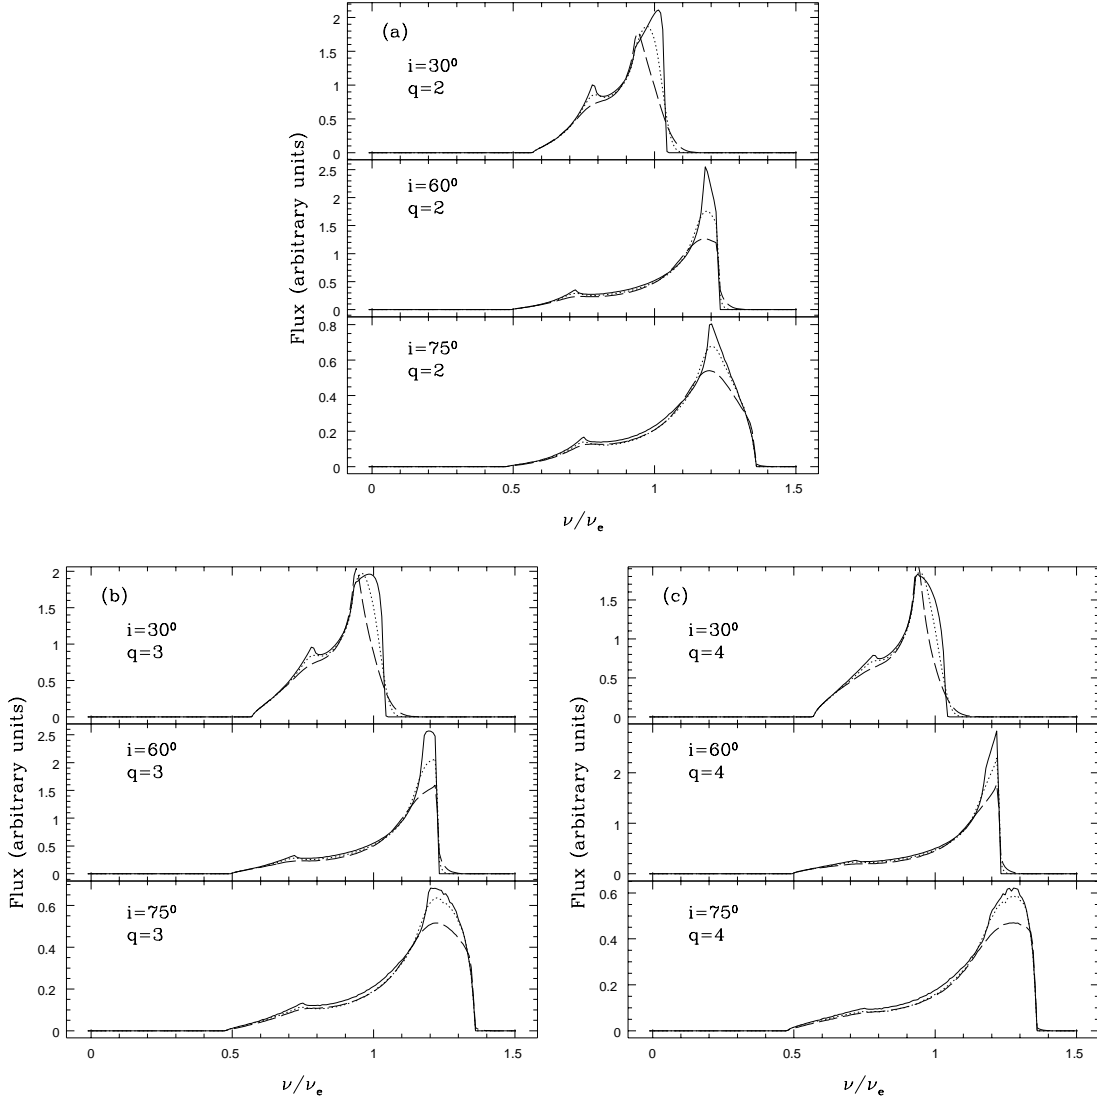 (a)
i=30⁰
q=2
2
1.5
1
0.5
0
i=60⁰
q=2
2.5
2
1.5
1
0.5
0
i=75⁰
q=2
0.8
0.6
0.4
0.2
0
Flux (arbitrary units)
0 0.5 1 1.5
ν/νₑ
(b)
i=30⁰
q=3
2
1.5
1
0.5
0
i=60⁰
q=3
2.5
2
1.5
1
0.5
0
i=75⁰
q=3
0.6
0.4
0.2
0
Flux (arbitrary units)
0 0.5 1 1.5
ν/νₑ
(c)
i=30⁰
q=4
1.5
1
0.5
0
i=60⁰
q=4
2
1
0
i=75⁰
q=4
0.6
0.4
0.2
0
Flux (arbitrary units)
0 0.5 1 1.5
ν/νₑ